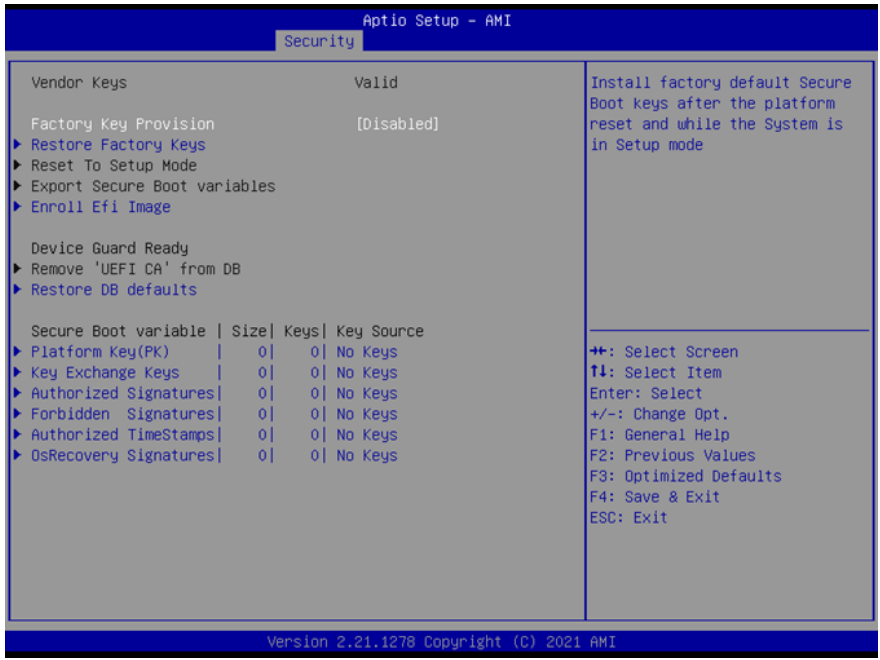 Aptio Setup – AMI
Security
Vendor Keys Valid
Factory Key Provision [Disabled]
Restore Factory Keys
Reset To Setup Mode
Export Secure Boot variables
Enroll Efi Image
Device Guard Ready
Remove 'UEFI CA' from DB
Restore DB defaults
Secure Boot variable | Size| Keys| Key Source
Platform Key(PK) | 0| 0| No Keys
Key Exchange Keys | 0| 0| No Keys
Authorized Signatures| 0| 0| No Keys
Forbidden Signatures| 0| 0| No Keys
Authorized TimeStamps| 0| 0| No Keys
OsRecovery Signatures| 0| 0| No Keys
Install factory default Secure
Boot keys after the platform
reset and while the System is
in Setup mode
→←: Select Screen
↑↓: Select Item
Enter: Select
+/-: Change Opt.
F1: General Help
F2: Previous Values
F3: Optimized Defaults
F4: Save & Exit
ESC: Exit
Version 2.21.1278 Copyright (C) 2021 AMI